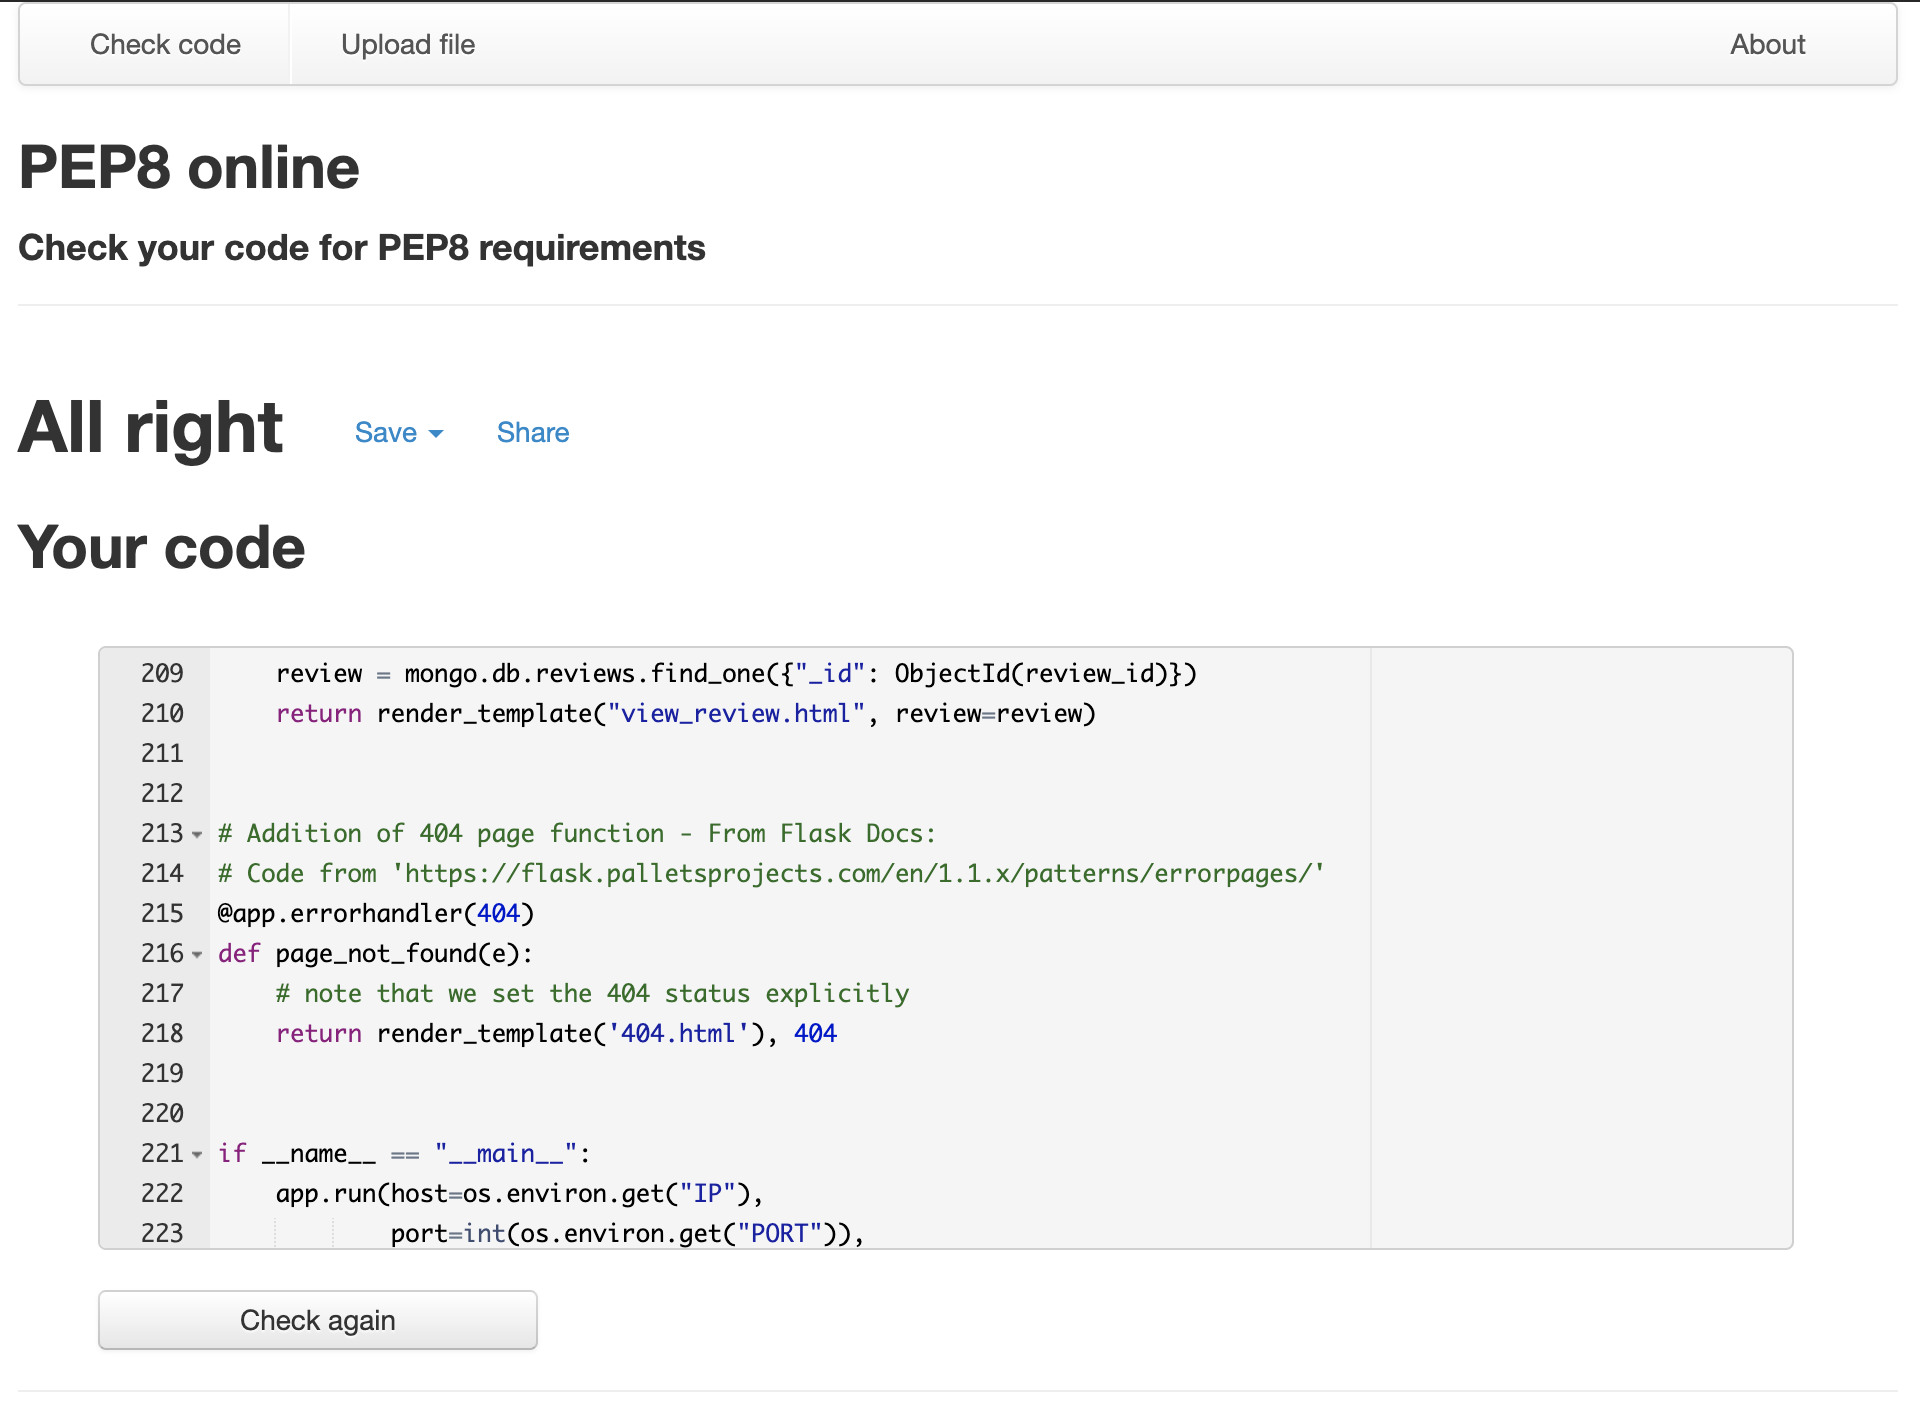 Check code
Upload file
About
PEP8 online
Check your code for PEP8 requirements
All right
Save
Share
Your code
209     review = mongo.db.reviews.find_one({"_id": ObjectId(review_id)})
210     return render_template("view_review.html", review=review)
211
212
213 # Addition of 404 page function - From Flask Docs:
214 # Code from 'https://flask.palletsprojects.com/en/1.1.x/patterns/errorpages/'
215 @app.errorhandler(404)
216 def page_not_found(e):
217     # note that we set the 404 status explicitly
218     return render_template('404.html'), 404
219
220
221 if __name__ == "__main__":
222     app.run(host=os.environ.get("IP"),
223             port=int(os.environ.get("PORT")),
Check again